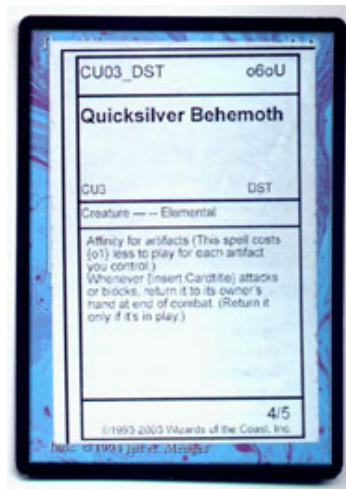 CU03_DST o6oU
Quicksilver Behemoth
CU3 DST
Creature — -- Elemental
Affinity for artifacts (This spell costs
{o1} less to play for each artifact
you control.)
Whenever {Insert Cardtitle} attacks
or blocks, return it to its owner's
hand at end of combat. (Return it
only if it's in play.)
4/5
©1993-2003 Wizards of the Coast, Inc.